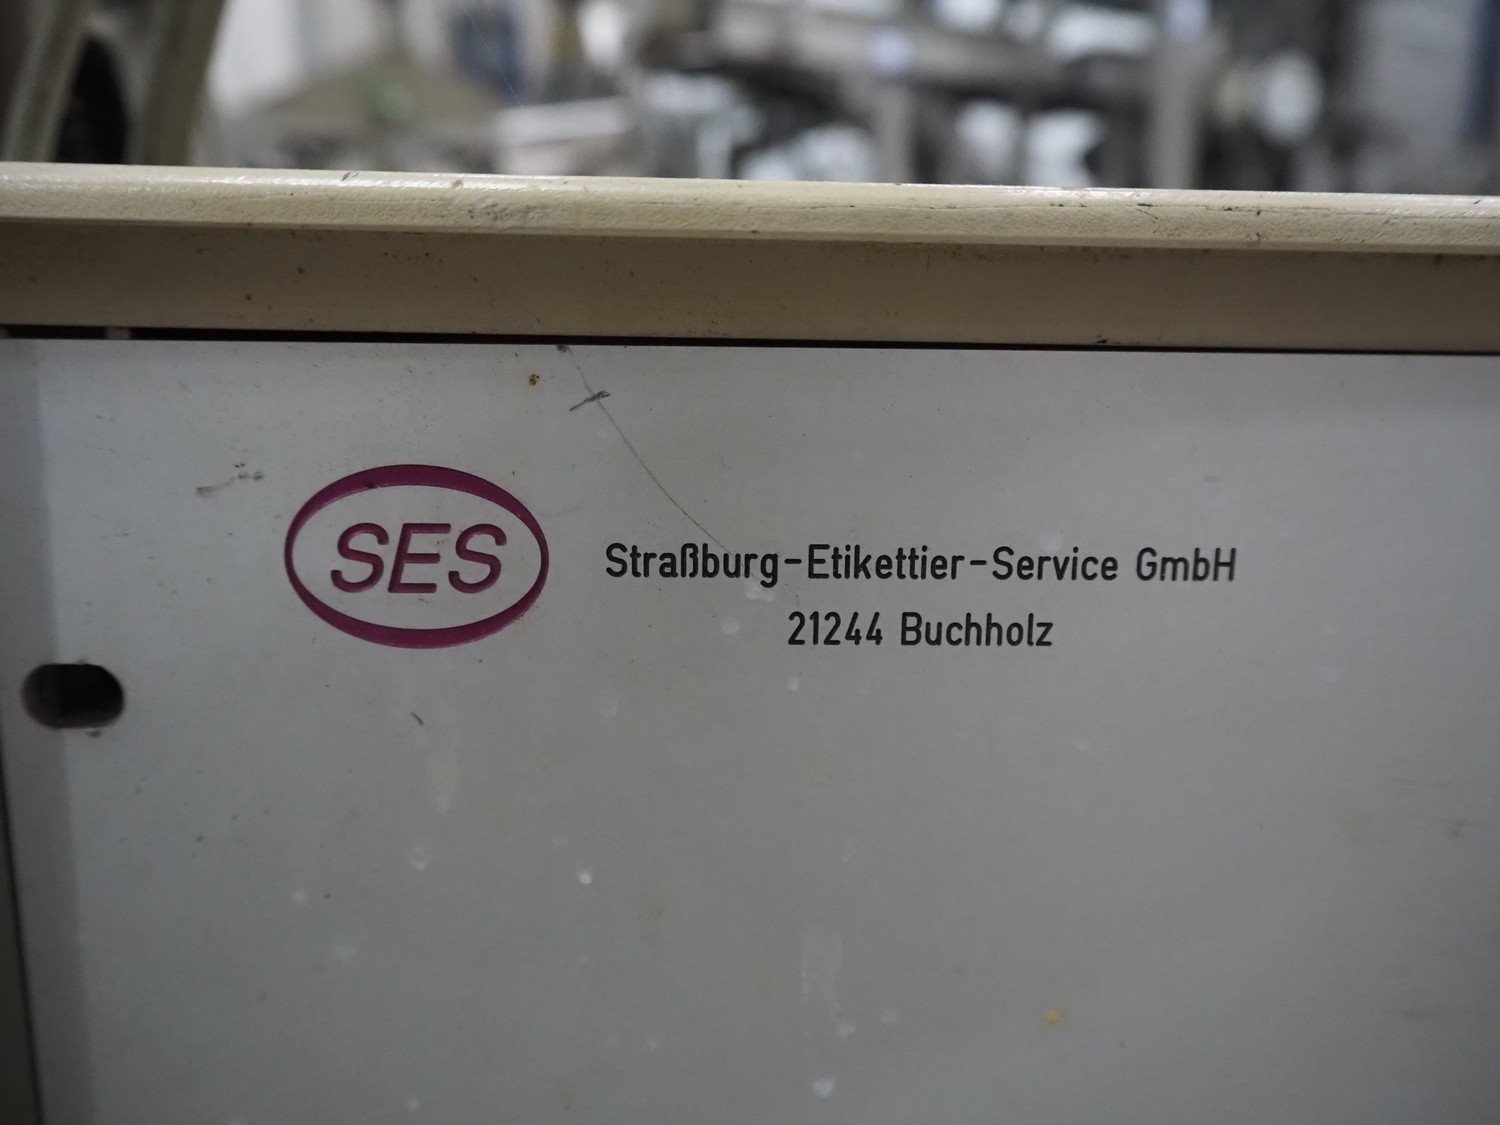 SES
Straßburg-Etikettier-Service GmbH
21244 Buchholz